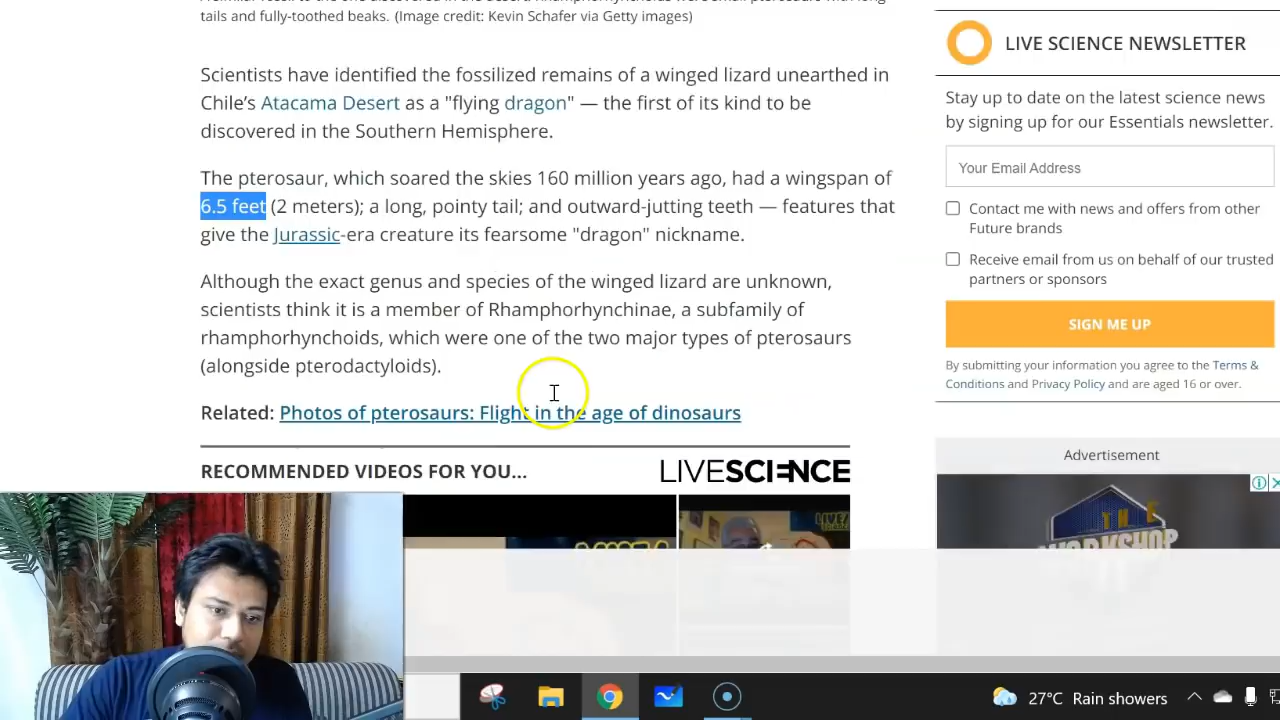 tails and fully-toothed beaks. (Image credit: Kevin Schafer via Getty images)
Scientists have identified the fossilized remains of a winged lizard unearthed in
Chile's Atacama Desert as a "flying dragon" — the first of its kind to be
discovered in the Southern Hemisphere.
The pterosaur, which soared the skies 160 million years ago, had a wingspan of
6.5 feet (2 meters); a long, pointy tail; and outward-jutting teeth — features that
give the Jurassic-era creature its fearsome "dragon" nickname.
Although the exact genus and species of the winged lizard are unknown,
scientists think it is a member of Rhamphorhynchinae, a subfamily of
rhamphorhynchoids, which were one of the two major types of pterosaurs
(alongside pterodactyloids).
Related: Photos of pterosaurs: Flight in the age of dinosaurs
RECOMMENDED VIDEOS FOR YOU...
LIVESCIENCE
LIVE SCIENCE NEWSLETTER
Stay up to date on the latest science news
by signing up for our Essentials newsletter.
Your Email Address
Contact me with news and offers from other
Future brands
Receive email from us on behalf of our trusted
partners or sponsors
SIGN ME UP
By submitting your information you agree to the Terms &
Conditions and Privacy Policy and are aged 16 or over.
Advertisement
THE
WORKSHOP
27°C Rain showers